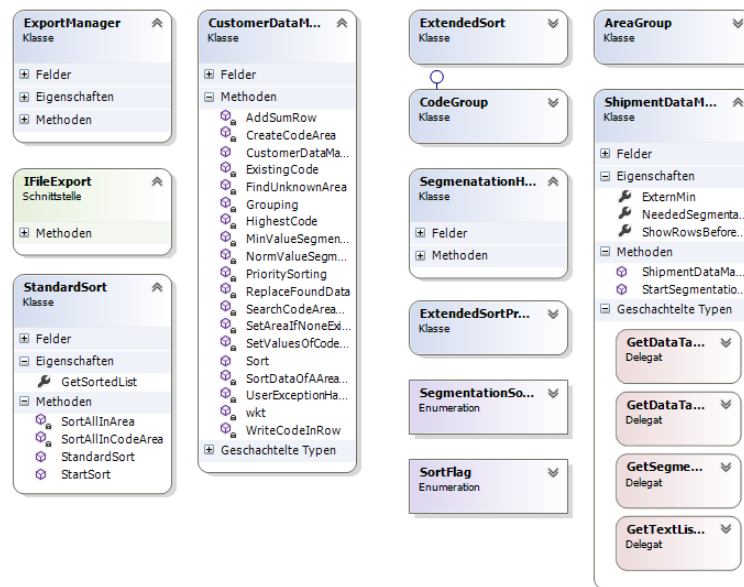 ExportManager
Klasse
Felder
Eigenschaften
Methoden
IFileExport
Schnittstelle
Methoden
StandardSort
Klasse
Felder
Eigenschaften
GetSortedList
Methoden
SortAllInArea
SortAllInCodeArea
StandardSort
StartSort
CustomerDataM...
Klasse
Felder
Methoden
AddSumRow
CreateCodeArea
CustomerDataMa...
ExistingCode
FindUnknownArea
Grouping
HighestCode
MinValueSegmen...
NormValueSegm...
PrioritySorting
ReplaceFoundData
SearchCodeArea...
SetAreaIfNoneExi...
SetValuesOfCode...
Sort
SortDataOfAArea...
UserExceptionHa...
wkt
WriteCodeInRow
Geschachtelte Typen
ExtendedSort
Klasse
CodeGroup
Klasse
SegmenatationH...
Klasse
Felder
Methoden
ExtendedSortPr...
Klasse
SegmentationSo...
Enumeration
SortFlag
Enumeration
AreaGroup
Klasse
ShipmentDataM...
Klasse
Felder
Eigenschaften
ExternMin
NeededSegmenta...
ShowRowsBefore...
Methoden
ShipmentDataMa...
StartSegmentatio...
Geschachtelte Typen
GetDataTa...
Delegat
GetDataTa...
Delegat
GetSegme...
Delegat
GetTextLis...
Delegat